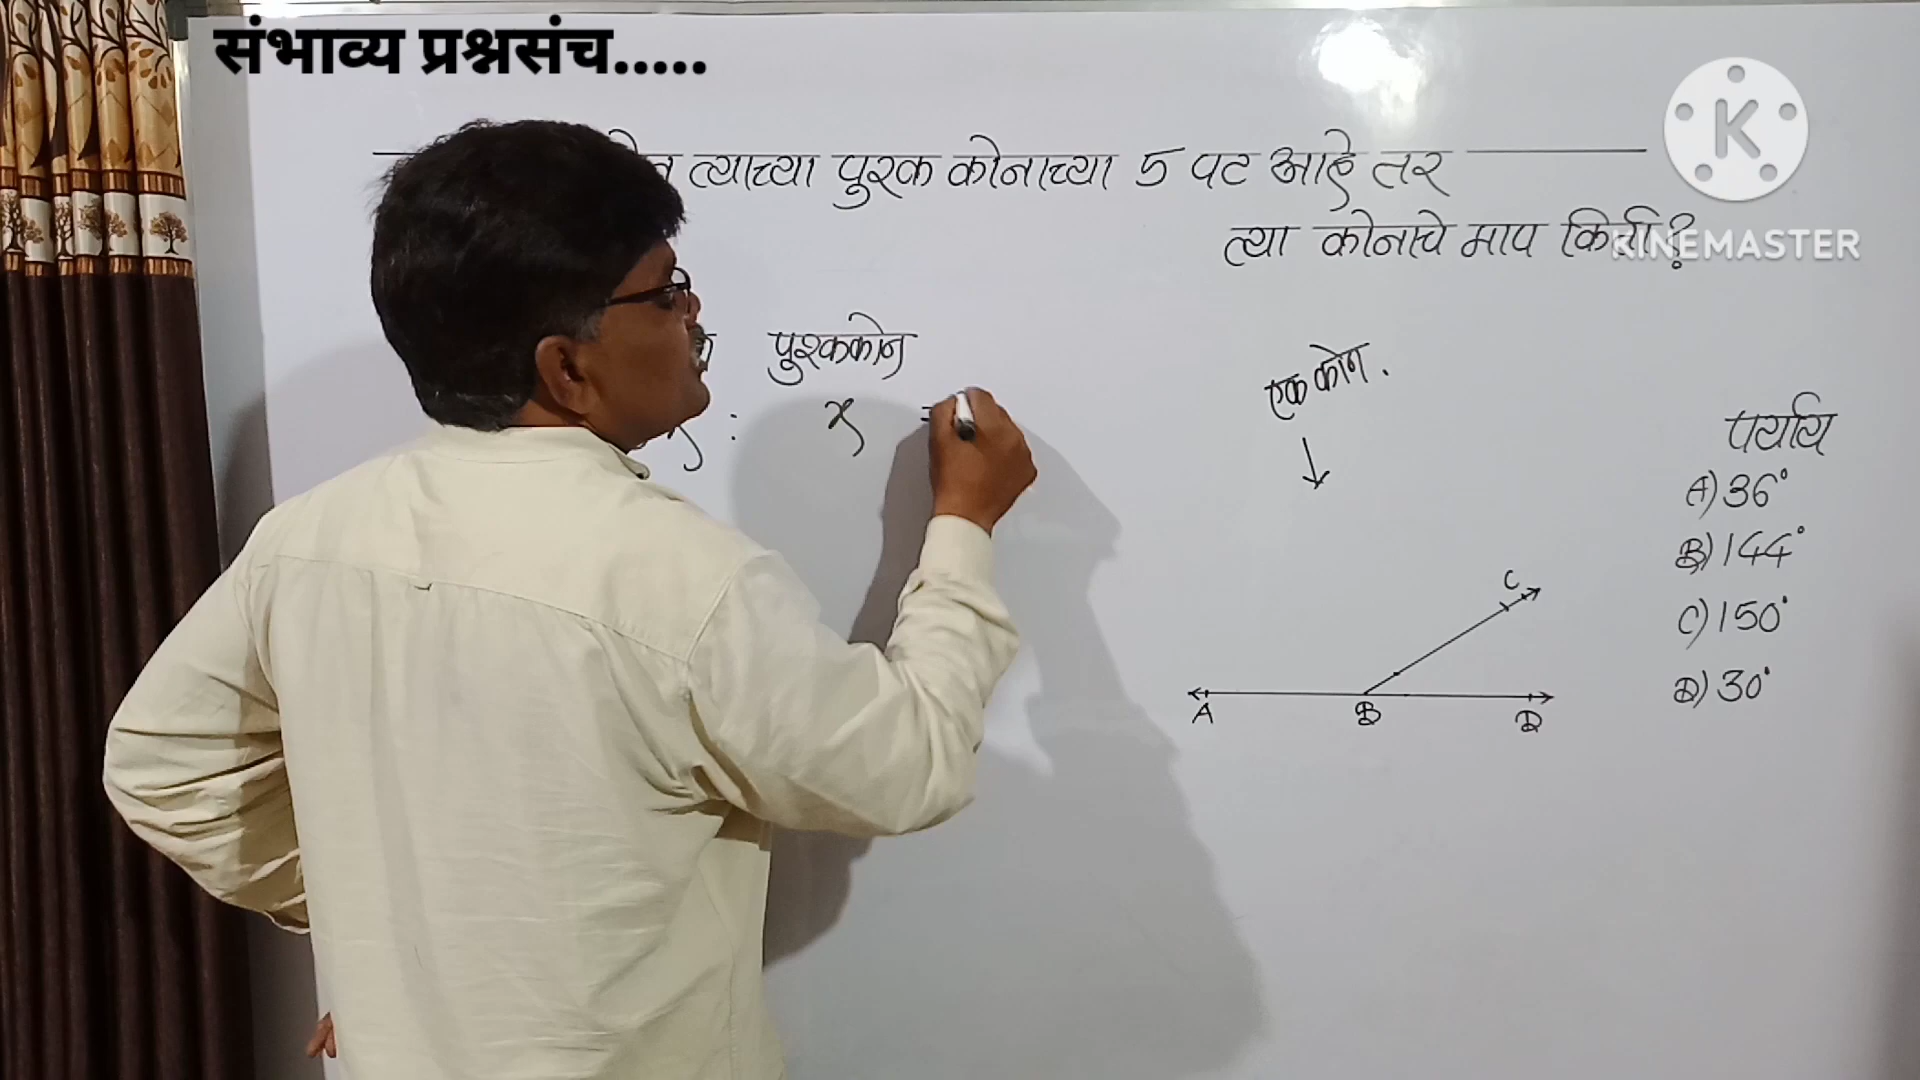 संभाव्य प्रश्नसंच.....
त्याच्या पुरक कोनाच्या 5 पट आहे तर
त्या कोनाचे माप किती?
KINEMASTER
पुरककोन
x
एक कोन.
पर्याय
A) 36°
B) 144°
C) 150°
D) 30°
C
A B D